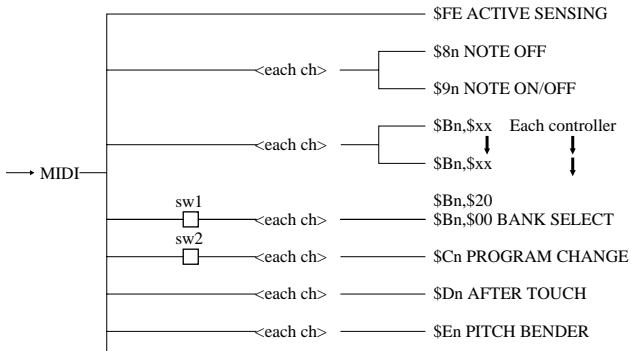 $FE ACTIVE SENSING
$8n NOTE OFF
<each ch>
$9n NOTE ON/OFF
$Bn,$xx Each controller
<each ch>
$Bn,$xx
MIDI
$Bn,$20
sw1
<each ch> $Bn,$00 BANK SELECT
sw2
<each ch> $Cn PROGRAM CHANGE
<each ch> $Dn AFTER TOUCH
<each ch> $En PITCH BENDER